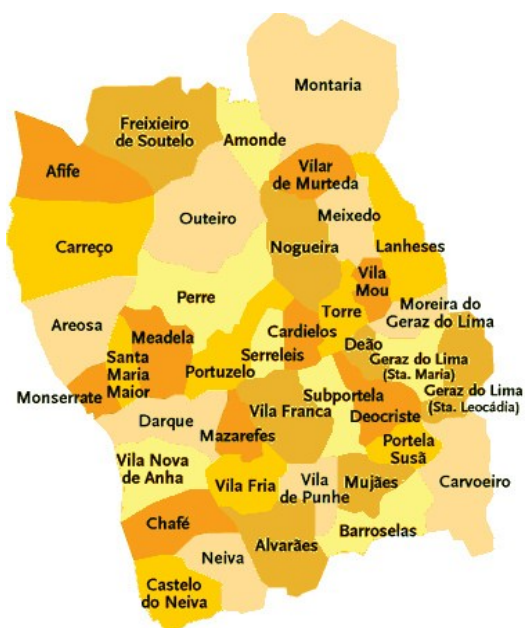 Montaria
Freixieiro
de Soutelo
Amonde
Afife
Vilar
de Murteda
Outeiro
Meixedo
Carreço
Nogueira
Lanheses
Vila
Mou
Perre
Areosa
Torre
Moreira do
Geraz do Lima
Meadela
Cardielos
Deão
Santa
Maria
Maior
Serreleis
Geraz do Lima
(Sta. Maria)
Portuzelo
Monserrate
Subportela
Geraz do Lima
(Sta. Leocádia)
Vila Franca
Deocriste
Darque
Mazarefes
Portela
Susã
Vila Nova
de Anha
Vila Fria
Vila
de Punhe
Mujães
Carvoeiro
Chafé
Barroselas
Alvarães
Neiva
Castelo
do Neiva